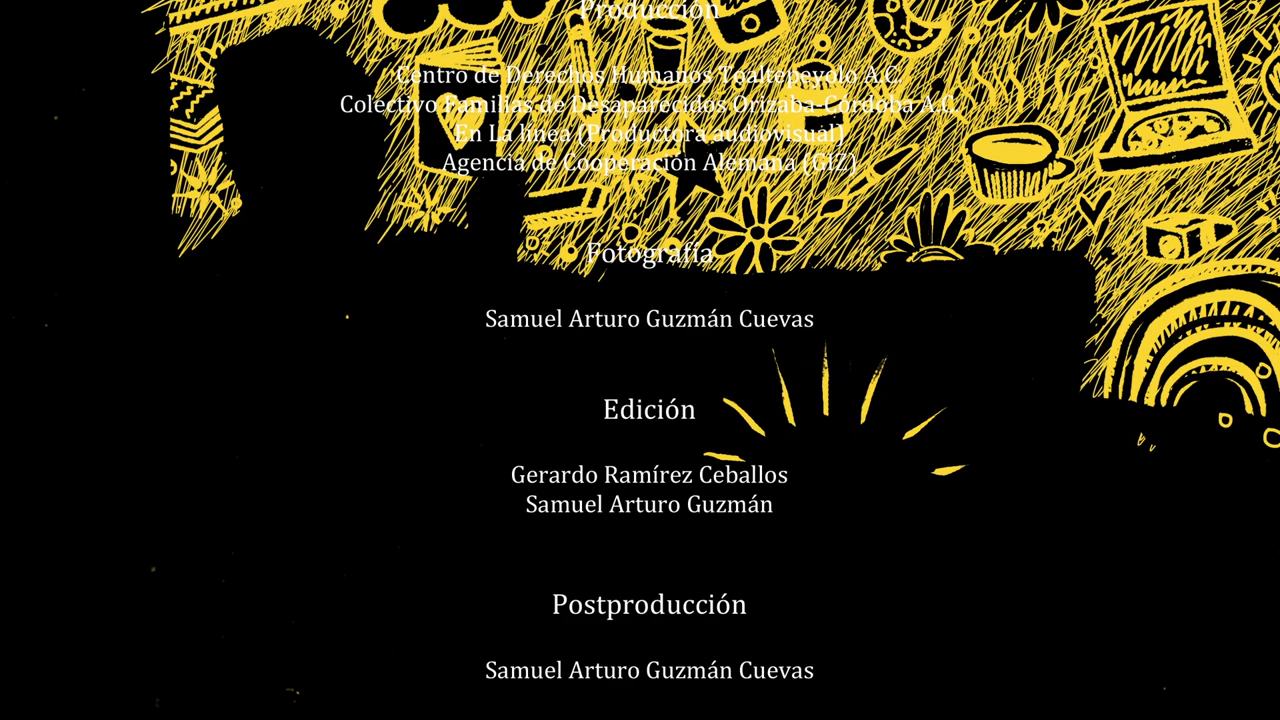 Producción
Centro de Derechos Humanos Toaltepeyolo A.C.
Colectivo Familias de Desaparecidos Orizaba-Córdoba A.C.
En La línea (Productora audiovisual)
Agencia de Cooperación Alemana (GIZ)
Fotografía
Samuel Arturo Guzmán Cuevas
Edición
Gerardo Ramírez Ceballos
Samuel Arturo Guzmán
Postproducción
Samuel Arturo Guzmán Cuevas